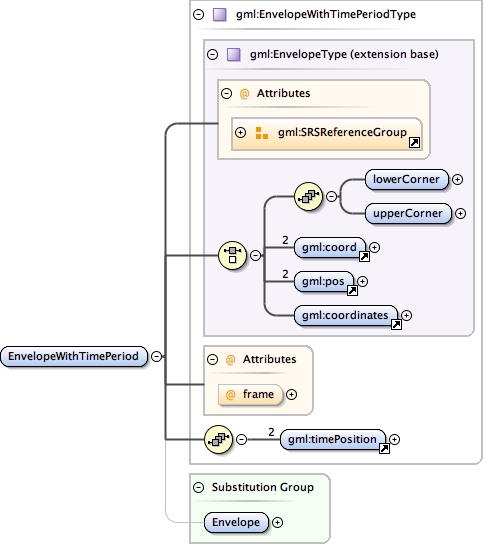 gml:EnvelopeWithTimePeriodType
gml:EnvelopeType (extension base)
@ Attributes
gml:SRSReferenceGroup
lowerCorner
upperCorner
2 gml:coord
2 gml:pos
gml:coordinates
EnvelopeWithTimePeriod
@ Attributes
@ frame
2 gml:timePosition
Substitution Group
Envelope